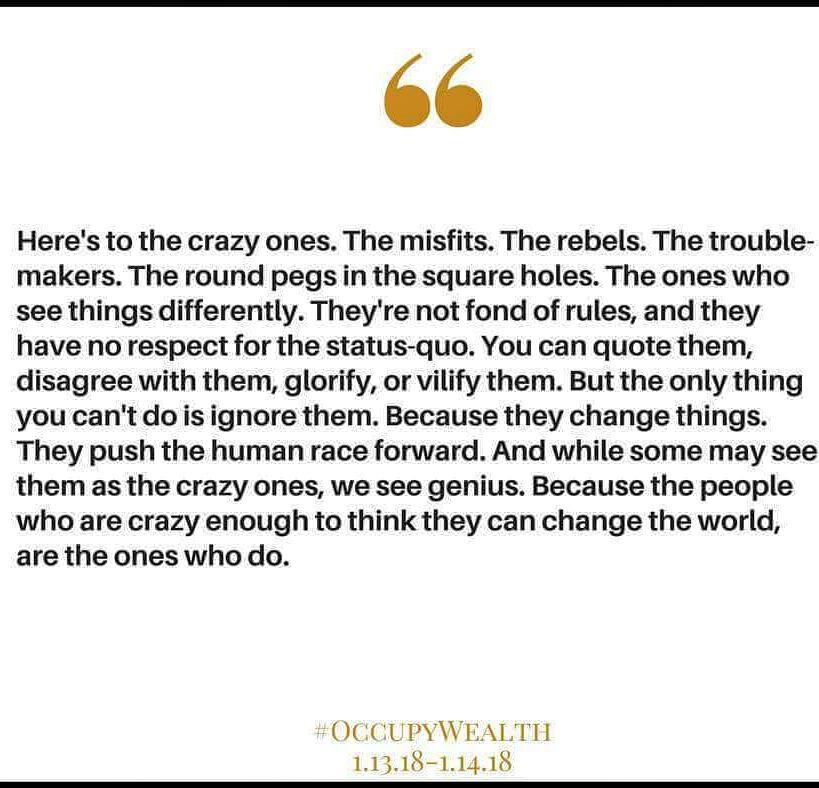 “
Here's to the crazy ones. The misfits. The rebels. The trouble-
makers. The round pegs in the square holes. The ones who
see things differently. They're not fond of rules, and they
have no respect for the status-quo. You can quote them,
disagree with them, glorify, or vilify them. But the only thing
you can't do is ignore them. Because they change things.
They push the human race forward. And while some may see
them as the crazy ones, we see genius. Because the people
who are crazy enough to think they can change the world,
are the ones who do.
#OccupyWealth
1.13.18-1.14.18